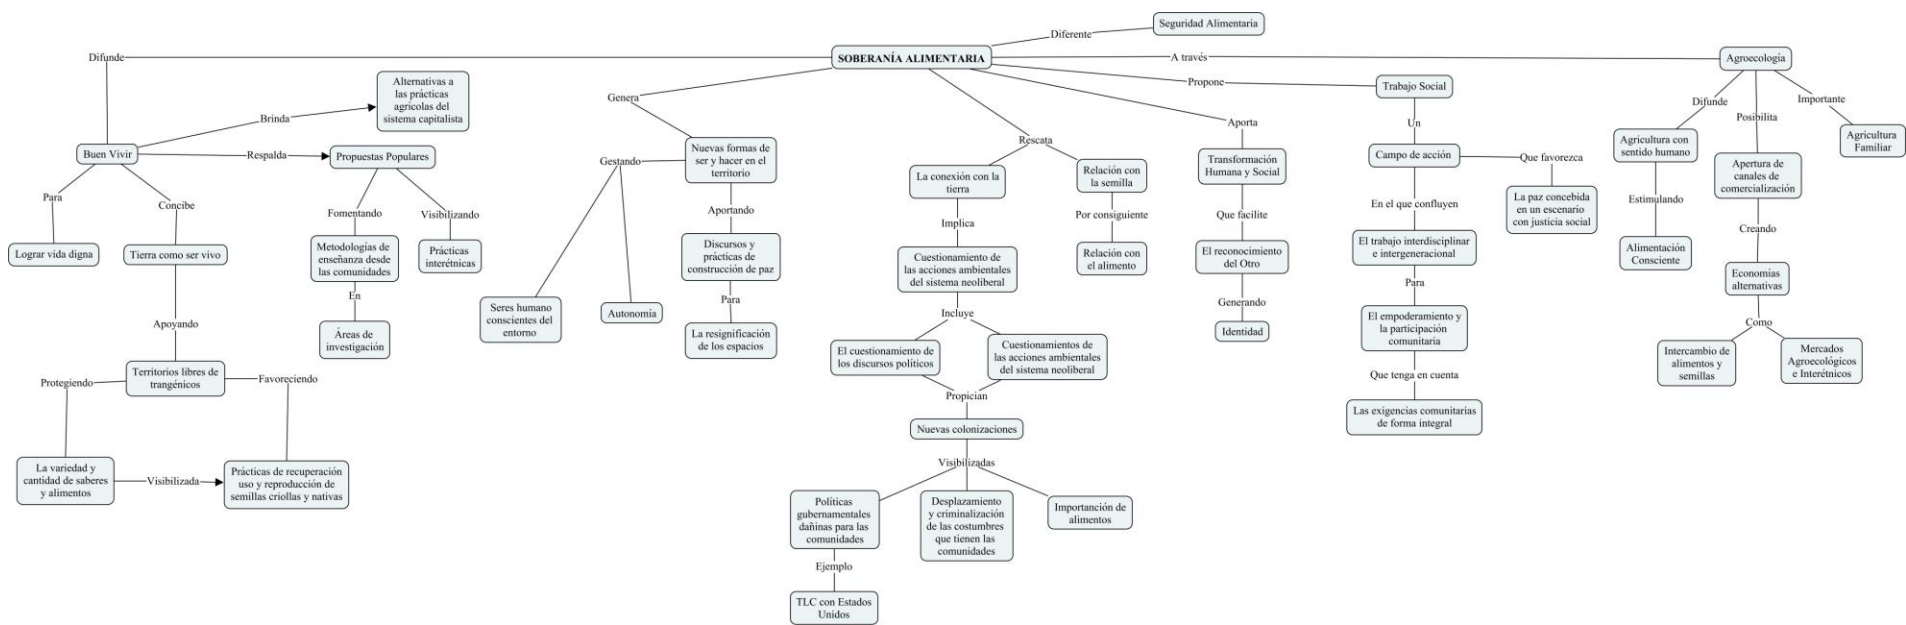 Seguridad Alimentaria
Diferente
SOBERANÍA ALIMENTARIA
Difunde
Buen Vivir
Brinda
Alternativas a
las prácticas
agrícolas del
sistema capitalista
Respalda
Propuestas Populares
Fomentando
Metodologías de
enseñanza desde
las comunidades
En
Áreas de
investigación
Visibilizando
Prácticas
interétnicas
Para
Lograr vida digna
Concibe
Tierra como ser vivo
Apoyando
Territorios libres de
trangénicos
Protegiendo
La variedad y
cantidad de saberes
y alimentos
Visibilizada
Favoreciendo
Prácticas de recuperación
uso y reproducción de
semillas criollas y nativas
Genera
Nuevas formas de
ser y hacer en el
territorio
Gestando
Seres humano
conscientes del
entorno
Autonomía
Aportando
Discursos y
prácticas de
construcción de paz
Para
La resignificación
de los espacios
Rescata
La conexión con la
tierra
Implica
Cuestionamiento de
las acciones ambientales
del sistema neoliberal
Incluye
El cuestionamiento de
los discursos políticos
Cuestionamientos de
las acciones ambientales
del sistema neoliberal
Propician
Nuevas colonizaciones
Visibilizadas
Políticas
gubernamentales
dañinas para las
comunidades
Ejemplo
TLC con Estados
Unidos
Desplazamiento
y criminalización
de las costumbres
que tienen las
comunidades
Importanción de
alimentos
Relación con
la semilla
Por consiguiente
Relación con
el alimento
Aporta
Transformación
Humana y Social
Que facilite
El reconocimiento
del Otro
Generando
Identidad
Propone
Trabajo Social
Un
Campo de acción
Que favorezca
La paz concebida
en un escenario
con justicia social
En el que confluyen
El trabajo interdisciplinar
e intergeneracional
Para
El empoderamiento y
la participación
comunitaria
Que tenga en cuenta
Las exigencias comunitarias
de forma integral
A través
Agroecología
Difunde
Agricultura con
sentido humano
Estimulando
Alimentación
Consciente
Posibilita
Apertura de
canales de
comercialización
Creando
Economías
alternativas
Como
Intercambio de
alimentos y
semillas
Mercados
Agroecológicos
e Interétnicos
Importante
Agricultura
Familiar